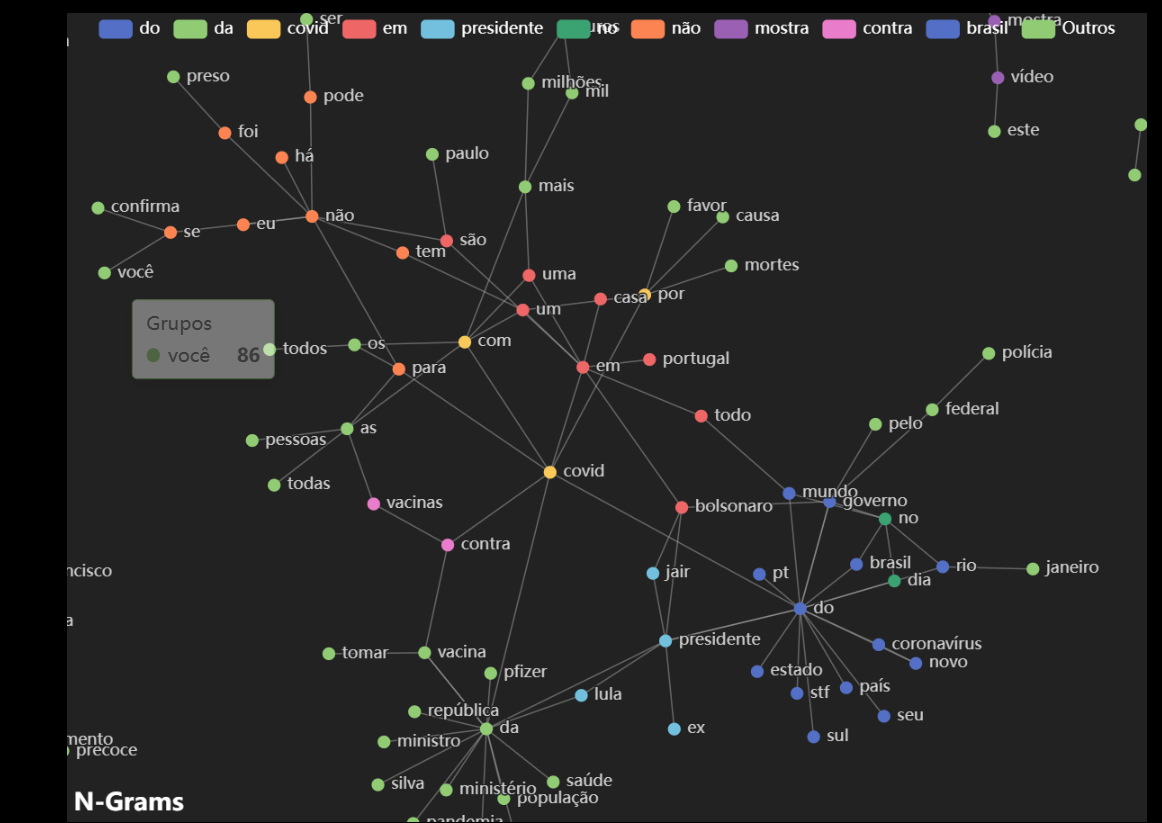 ser
mostra
do da covid em presidente no não mostra contra brasil Outros
preso
pode
milhões
mil
vídeo
foi
este
há
paulo
mais
confirma
não
favor
causa
se
eu
são
tem
você
uma
mortes
casa
por
um
Grupos
você 86
todos
os
com
para
em
portugal
polícia
todo
federal
pelo
as
pessoas
covid
todas
mundo
vacinas
bolsonaro
governo
no
contra
brasil
rio
janeiro
ncisco
jair
pt
dia
do
a
presidente
coronavírus
tomar
vacina
novo
pfizer
estado
lula
stf
país
república
seu
da
ex
sul
mento
ministro
precoce
silva
ministério
saúde
população
N-Grams
pandemia